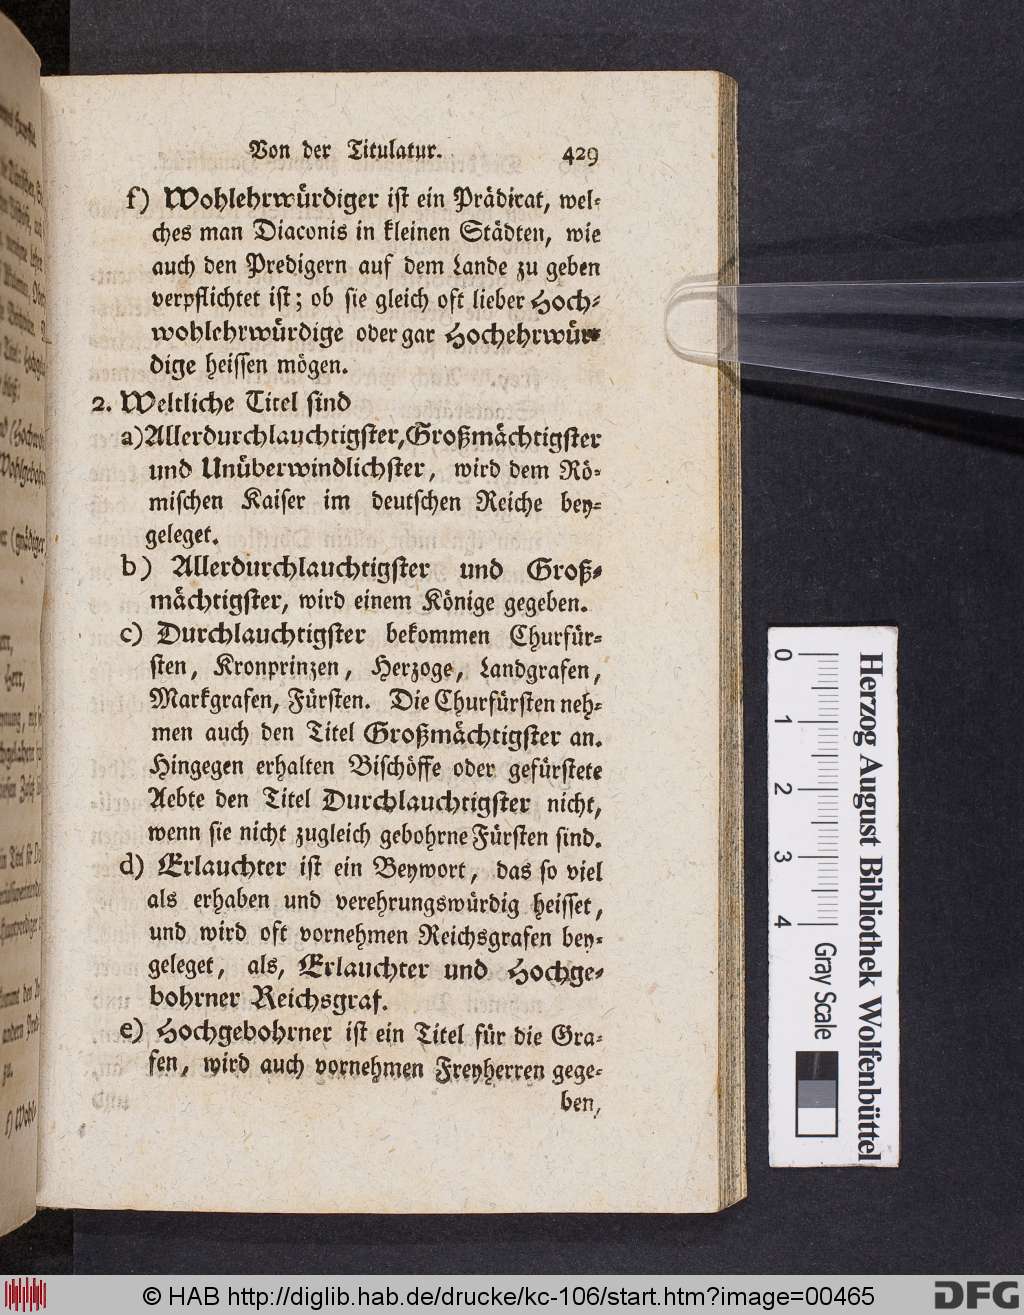 Von der Titulatur. 429
f) Wohlehrwürdiger ist ein Prädicat, wel-
ches man Diaconis in kleinen Städten, wie
auch den Predigern auf dem Lande zu geben
verpflichtet ist; ob sie gleich oft lieber Hoch-
wohlehrwürdige oder gar Hochehrwür-
dige heissen mögen.
2. Weltliche Titel sind
a) Allerdurchlauchtigster, Großmächtigster
und Unüberwindlichster, wird dem Rö-
mischen Kaiser im deutschen Reiche bey-
geleget.
b) Allerdurchlauchtigster und Groß-
mächtigster, wird einem Könige gegeben.
c) Durchlauchtigster bekommen Churfür-
sten, Kronprinzen, Herzoge, Landgrafen,
Markgrafen, Fürsten. Die Churfürsten neh-
men auch den Titel Großmächtigster an.
Hingegen erhalten Bischöffe oder gefürstete
Aebte den Titel Durchlauchtigster nicht,
wenn sie nicht zugleich gebohrne Fürsten sind.
d) Erlauchter ist ein Beywort, das so viel
als erhaben und verehrungswürdig heisset,
und wird oft vornehmen Reichsgrafen bey-
geleget, als, Erlauchter und Hochge-
bohrner Reichsgraf.
e) Hochgebohrner ist ein Titel für die Gra-
fen, wird auch vornehmen Freyherren gege-
ben,
0 1 2 3 4
Herzog August Bibliothek Wolfenbüttel
Gray Scale
© HAB http://diglib.hab.de/drucke/kc-106/start.htm?image=00465
DFG